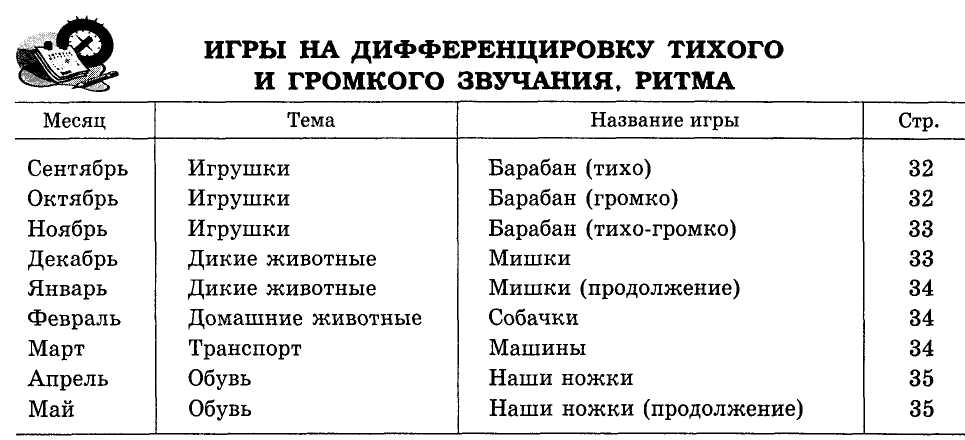 ИГРЫ НА ДИФФЕРЕНЦИРОВКУ ТИХОГО
И ГРОМКОГО ЗВУЧАНИЯ, РИТМА
Месяц Тема Название игры Стр.
Сентябрь Игрушки Барабан (тихо) 32
Октябрь Игрушки Барабан (громко) 32
Ноябрь Игрушки Барабан (тихо-громко) 33
Декабрь Дикие животные Мишки 33
Январь Дикие животные Мишки (продолжение) 34
Февраль Домашние животные Собачки 34
Март Транспорт Машины 34
Апрель Обувь Наши ножки 35
Май Обувь Наши ножки (продолжение) 35